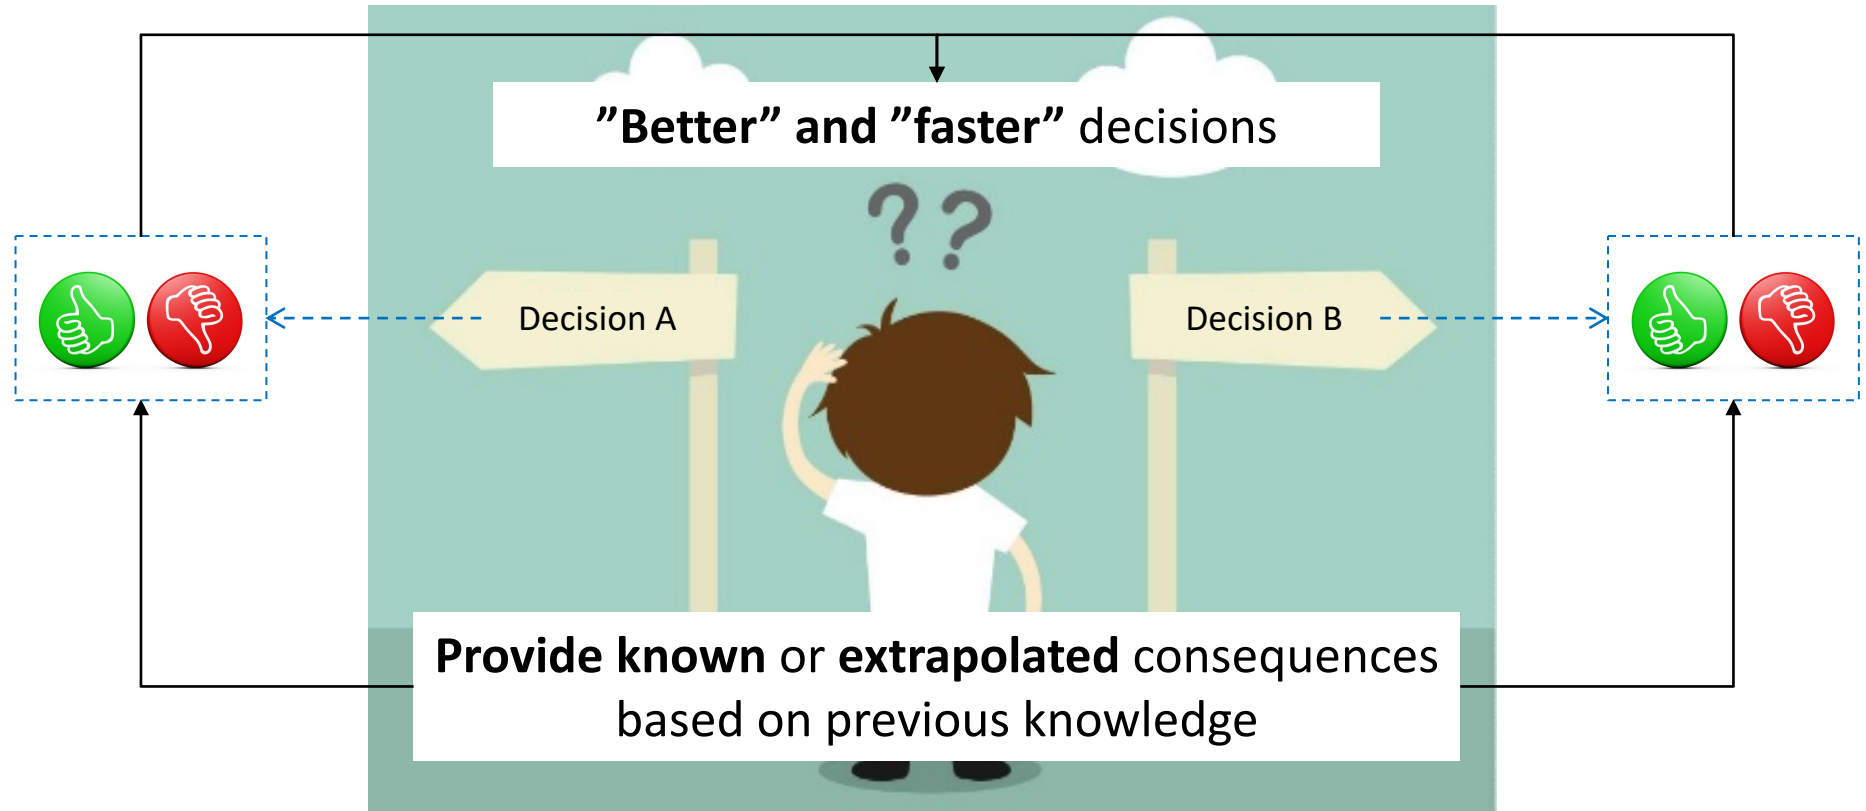 ”Better” and ”faster” decisions
??
Decision A
Decision B
Provide known or extrapolated consequences
based on previous knowledge